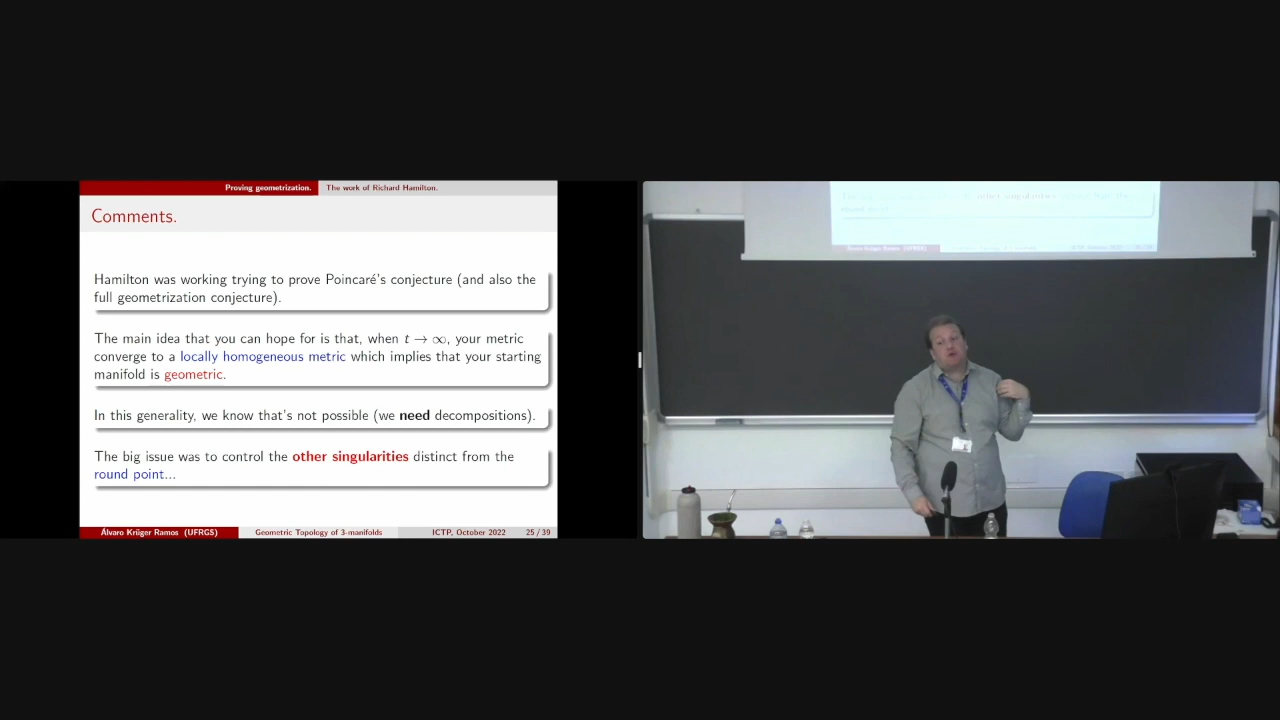 Proving geometrization. The work of Richard Hamilton.
Comments.
Hamilton was working trying to prove Poincaré's conjecture (and also the
full geometrization conjecture).
The main idea that you can hope for is that, when t → ∞, your metric
converge to a locally homogeneous metric which implies that your starting
manifold is geometric.
In this generality, we know that's not possible (we need decompositions).
The big issue was to control the other singularities distinct from the
round point...
Álvaro Krüger Ramos (UFRGS) Geometric Topology of 3-manifolds ICTP, October 2022 25 / 39
other singularities